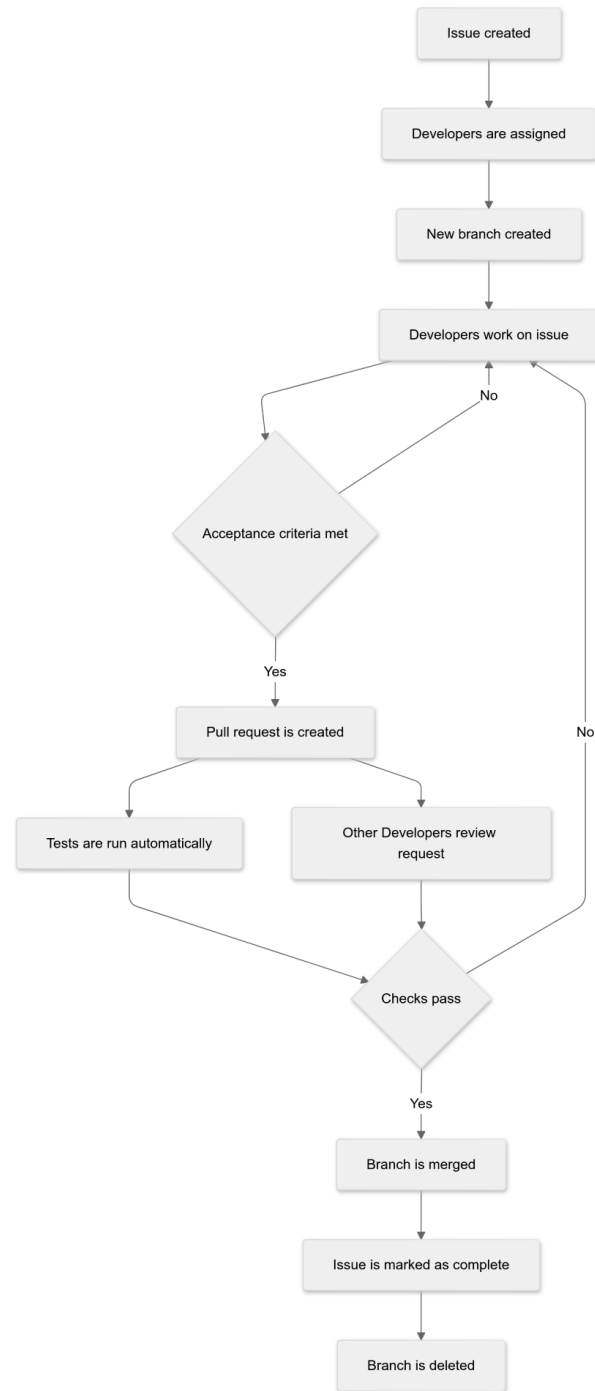 Issue created
Developers are assigned
New branch created
Developers work on issue
No
Acceptance criteria met
Yes
Pull request is created
No
Tests are run automatically
Other Developers review
request
Checks pass
Yes
Branch is merged
Issue is marked as complete
Branch is deleted